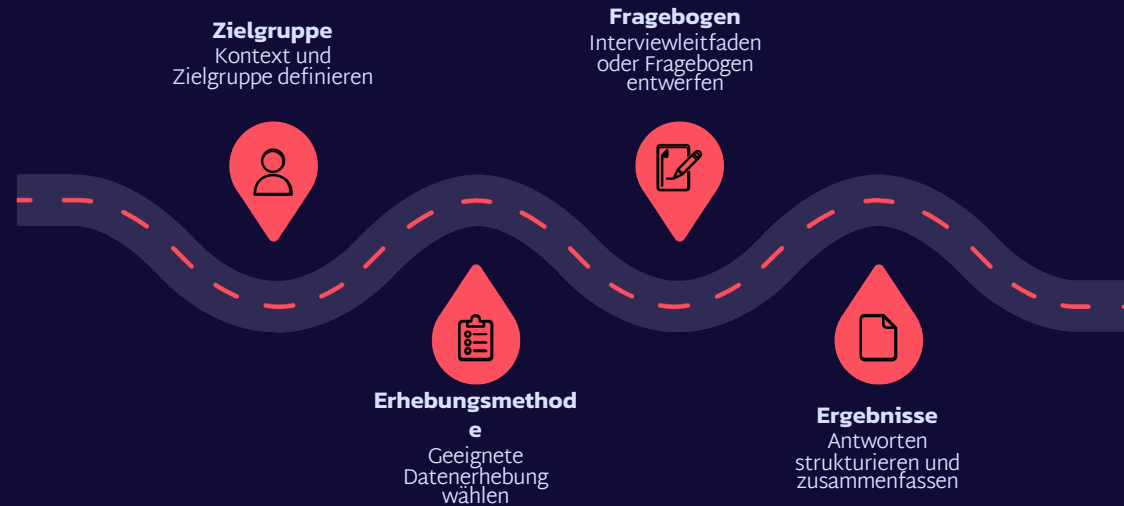 Zielgruppe
Kontext und
Zielgruppe definieren
Erhebungsmethod
e
Geeignete
Datenerhebung
wählen
Fragebogen
Interviewleitfaden
oder Fragebogen
entwerfen
Ergebnisse
Antworten
strukturieren und
zusammenfassen